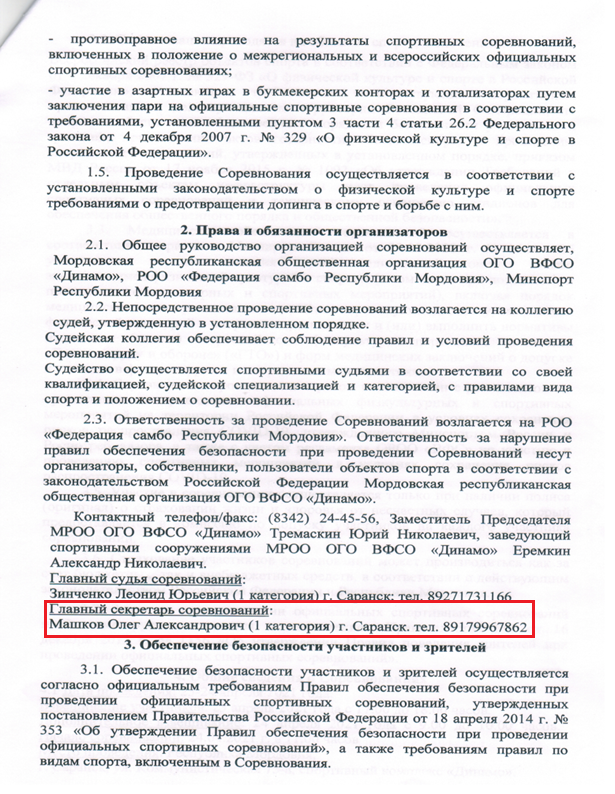 - противоправное влияние на результаты спортивных соревнований,
включенных в положение о межрегиональных и всероссийских официальных
спортивных соревнованиях;
- участие в азартных играх в букмекерских конторах и тотализаторах путем
заключения пари на официальные спортивные соревнования в соответствии с
требованиями, установленными пунктом 3 части 4 статьи 26.2 Федерального
закона от 4 декабря 2007 г. № 329 «О физической культуре и спорте в
Российской Федерации».
1.5. Проведение Соревнования осуществляется в соответствии с
установленными законодательством о физической культуре и спорте
требованиями о предотвращении допинга в спорте и борьбе с ним.
2. Права и обязанности организаторов
2.1. Общее руководство организацией соревнований осуществляет,
Мордовская республиканская общественная организация ОГО ВФСО
«Динамо», РОО «Федерация самбо Республики Мордовия», Минспорт
Республики Мордовия
2.2. Непосредственное проведение соревнований возлагается на коллегию
судей, утвержденную в установленном порядке.
Судейская коллегия обеспечивает соблюдение правил и условий проведения
соревнований.
Судейство осуществляется спортивными судьями в соответствии со своей
квалификацией, судейской специализацией и категорией, с правилами вида
спорта и положением о соревновании.
2.3. Ответственность за проведение Соревнований возлагается на РОО
«Федерация самбо Республики Мордовия». Ответственность за нарушение
правил обеспечения безопасности при проведении Соревнований несут
организаторы, собственники, пользователи объектов спорта в соответствии с
законодательством Российской Федерации Мордовская республиканская
общественная организация ОГО ВФСО «Динамо».
Контактный телефон/факс: (8342) 24-45-56, Заместитель Председателя
МРОО ОГО ВФСО «Динамо» Тремаскин Юрий Николаевич, заведующий
спортивными сооружениями МРОО ОГО ВФСО «Динамо» Еремкин
Александр Николаевич.
Главный судья соревнований:
Зинченко Леонид Юрьевич (1 категория) г. Саранск: тел. 89271731166
Главный секретарь соревнований:
Машков Олег Александрович (1 категория) г. Саранск. тел. 89179967862
3. Обеспечение безопасности участников и зрителей
3.1. Обеспечение безопасности участников и зрителей осуществляется
согласно официальным требованиям Правил обеспечения безопасности при
проведении официальных спортивных соревнований, утвержденных
постановлением Правительства Российской Федерации от 18 апреля 2014 г. №
353 «Об утверждении Правил обеспечения безопасности при проведении
официальных спортивных соревнований», а также требованиям правил по
видам спорта, включенным в Соревнования.